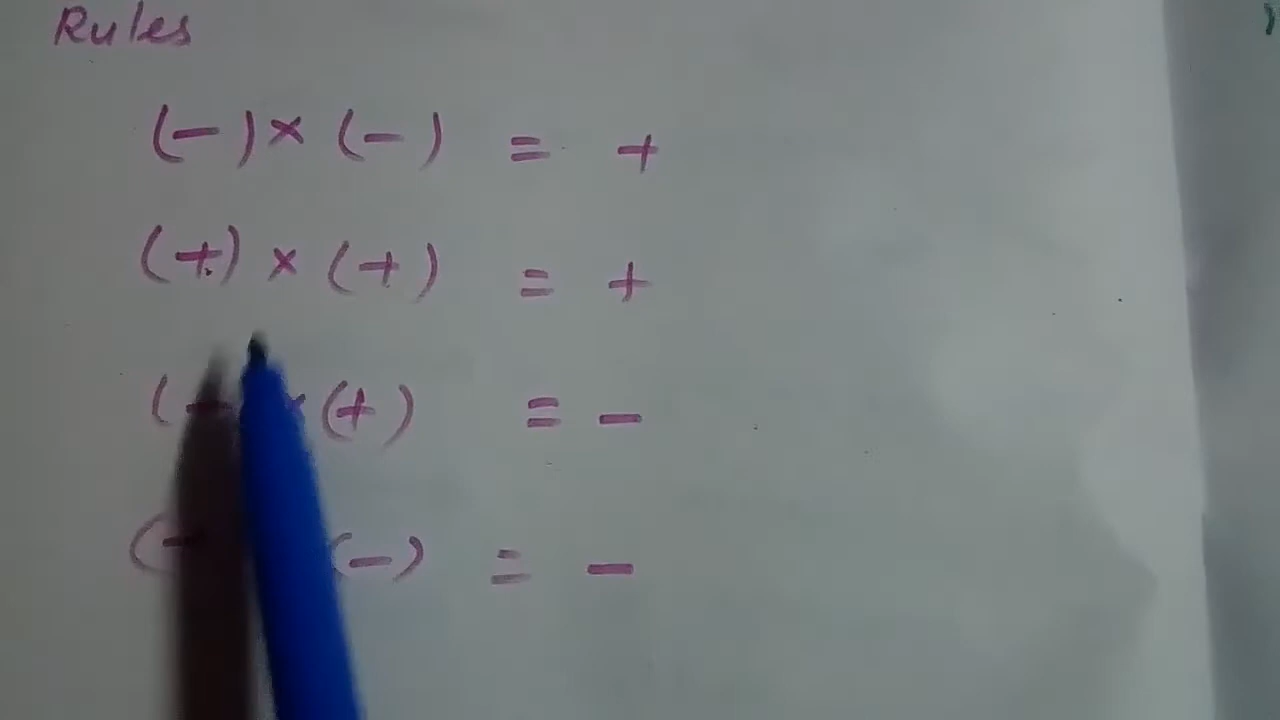 Rules
(-) × (-) = +
(+) × (+) = +
(-) × (+) = -
( (-) = -